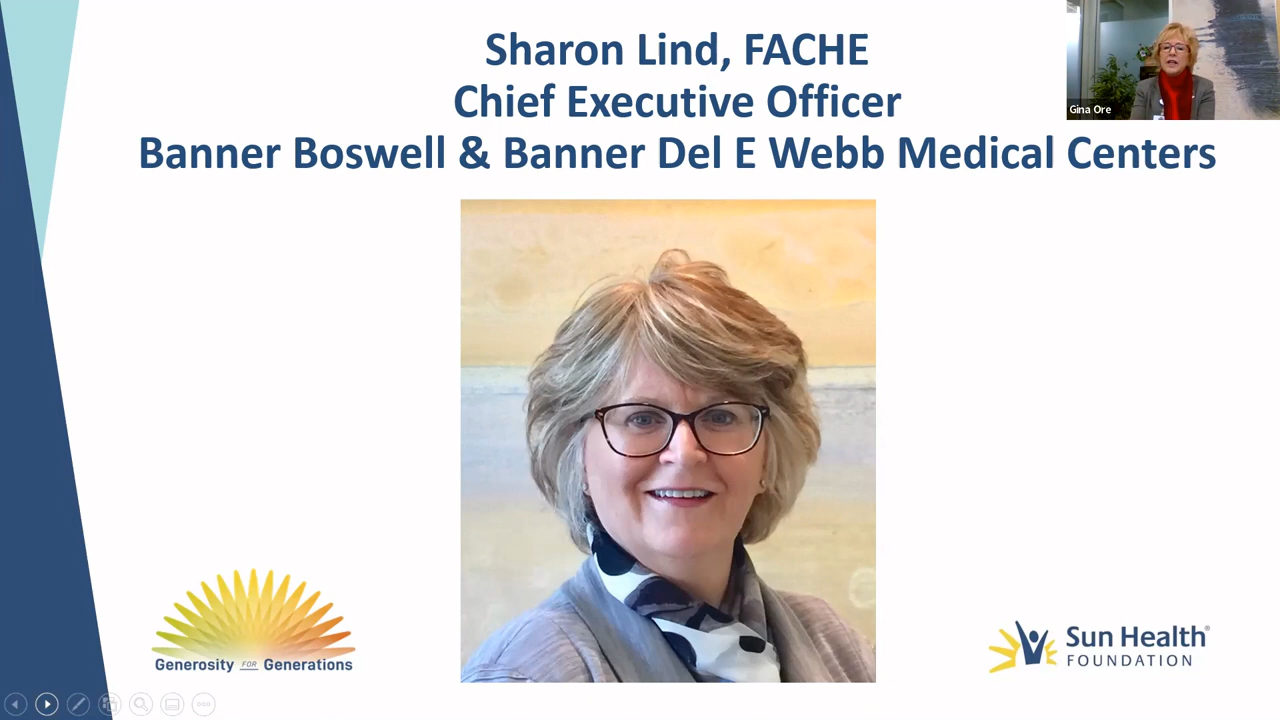 Sharon Lind, FACHE
Chief Executive Officer
Banner Boswell & Banner Del E Webb Medical Centers
Gina Ore
Generosity FOR Generations
Sun Health®
FOUNDATION